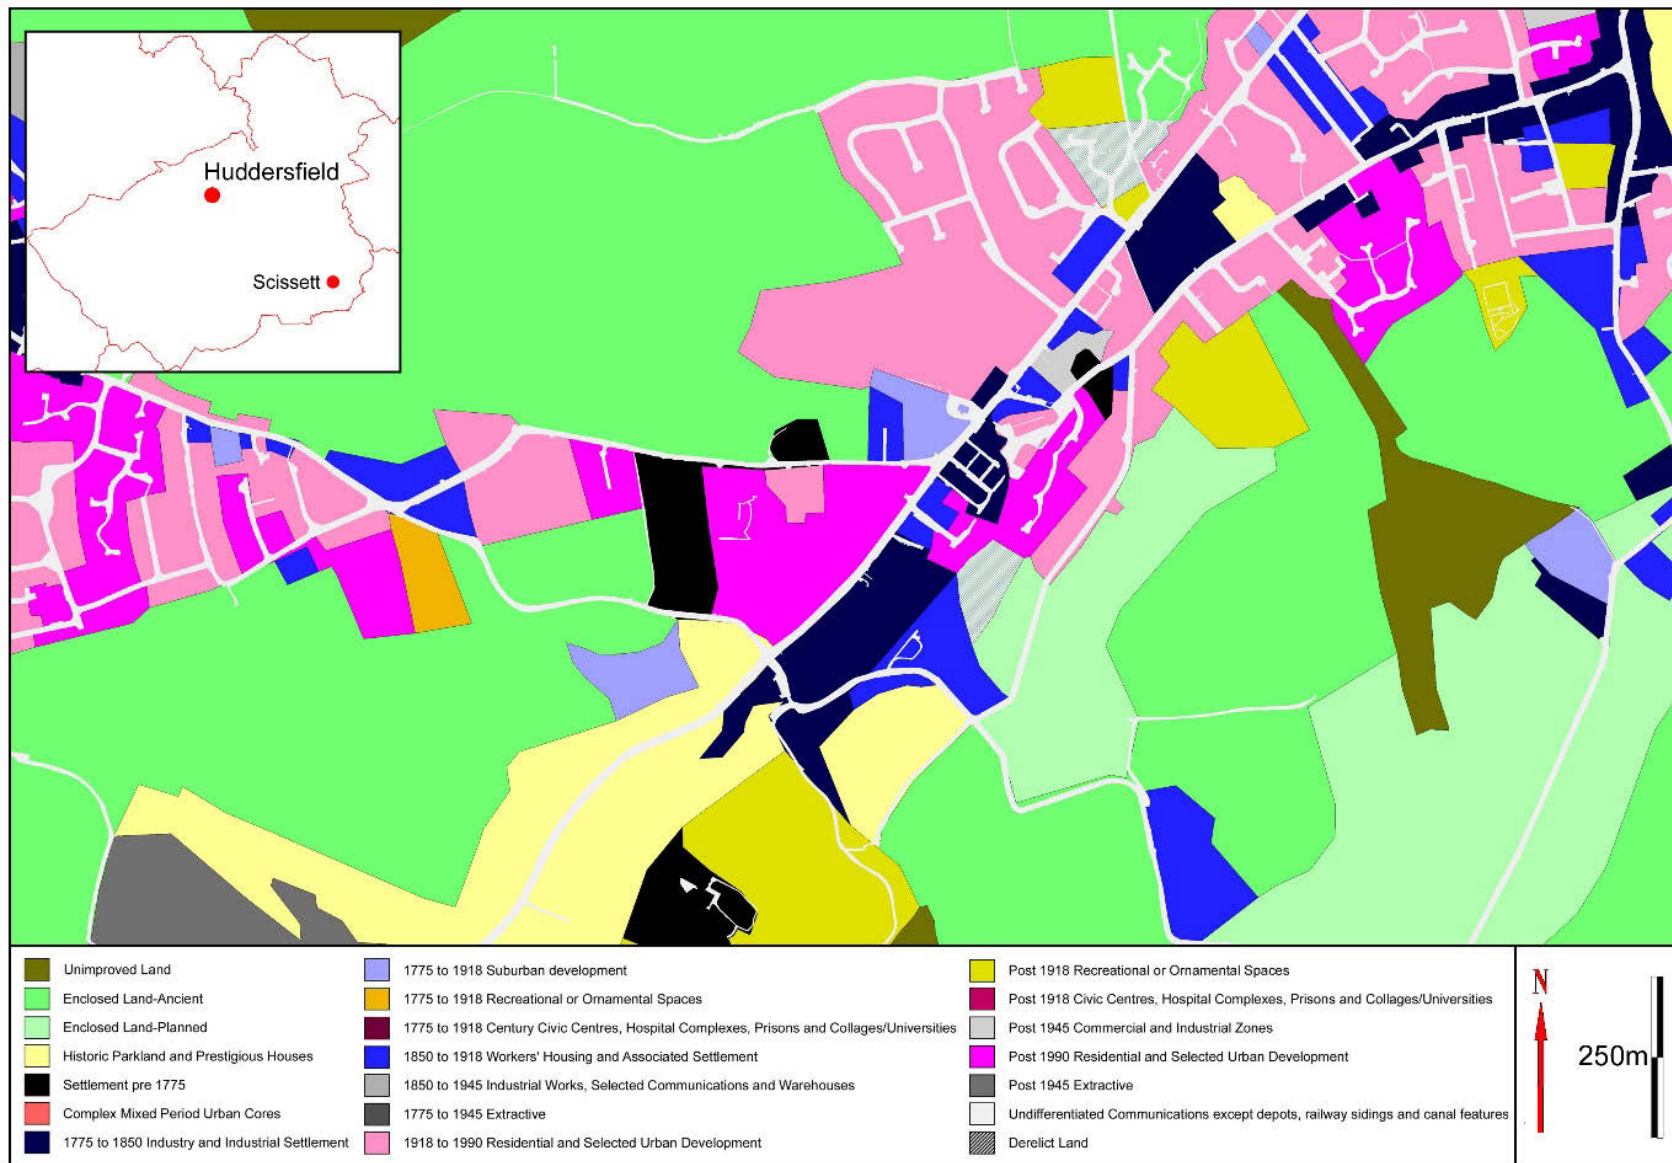 Huddersfield
Scissett
Unimproved Land
Enclosed Land-Ancient
Enclosed Land-Planned
Historic Parkland and Prestigious Houses
Settlement pre 1775
Complex Mixed Period Urban Cores
1775 to 1850 Industry and Industrial Settlement
1775 to 1918 Suburban development
1775 to 1918 Recreational or Ornamental Spaces
1775 to 1918 Century Civic Centres, Hospital Complexes, Prisons and Collages/Universities
1850 to 1918 Workers' Housing and Associated Settlement
1850 to 1945 Industrial Works, Selected Communications and Warehouses
1775 to 1945 Extractive
1918 to 1990 Residential and Selected Urban Development
Post 1918 Recreational or Ornamental Spaces
Post 1918 Civic Centres, Hospital Complexes, Prisons and Collages/Universities
Post 1945 Commercial and Industrial Zones
Post 1990 Residential and Selected Urban Development
Post 1945 Extractive
Undifferentiated Communications except depots, railway sidings and canal features
Derelict Land
N
250m